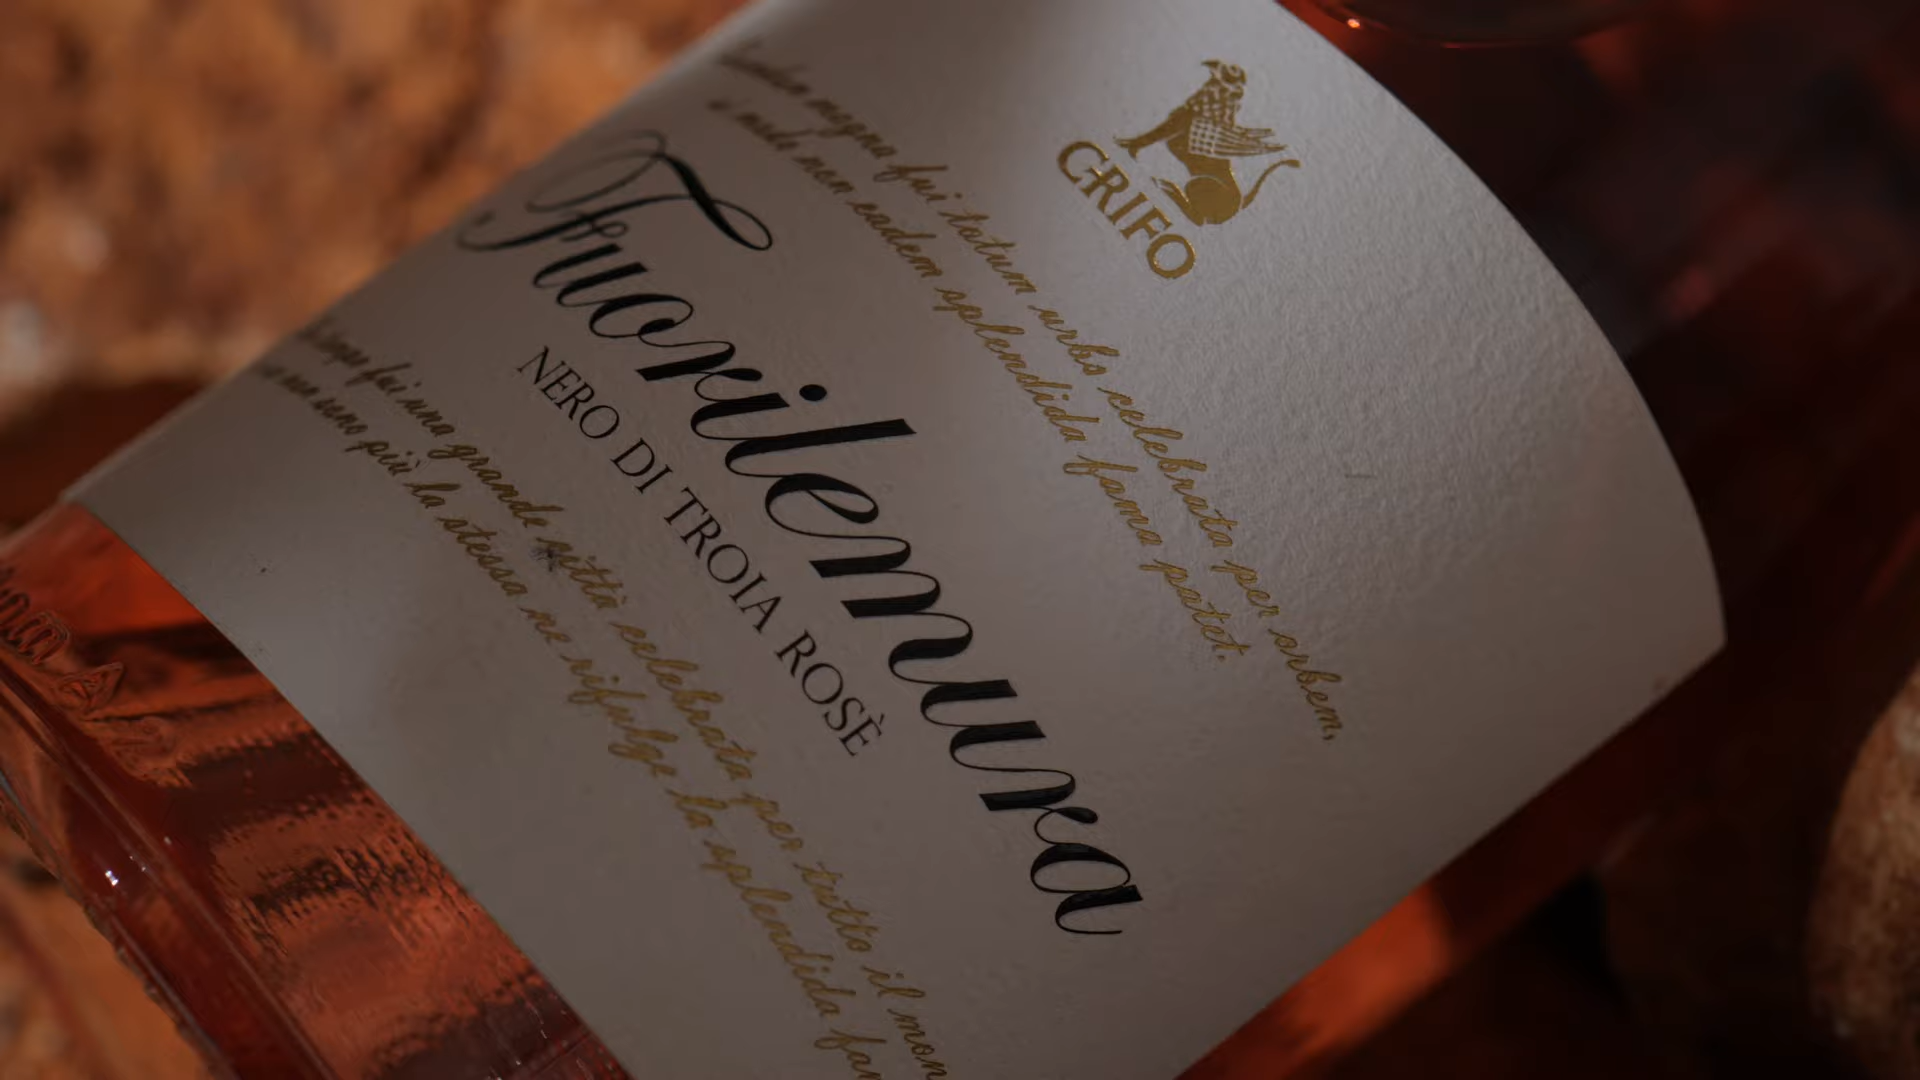 GRIFO
magna fui totum urbs celebrata per orbem,
non eadem splendida fama patet.
Fuorilemura
NERO DI TROIA ROSÈ
fui una grande città celebrata per tutto il mon
non sono più la stessa ne rifulge la splendida fam